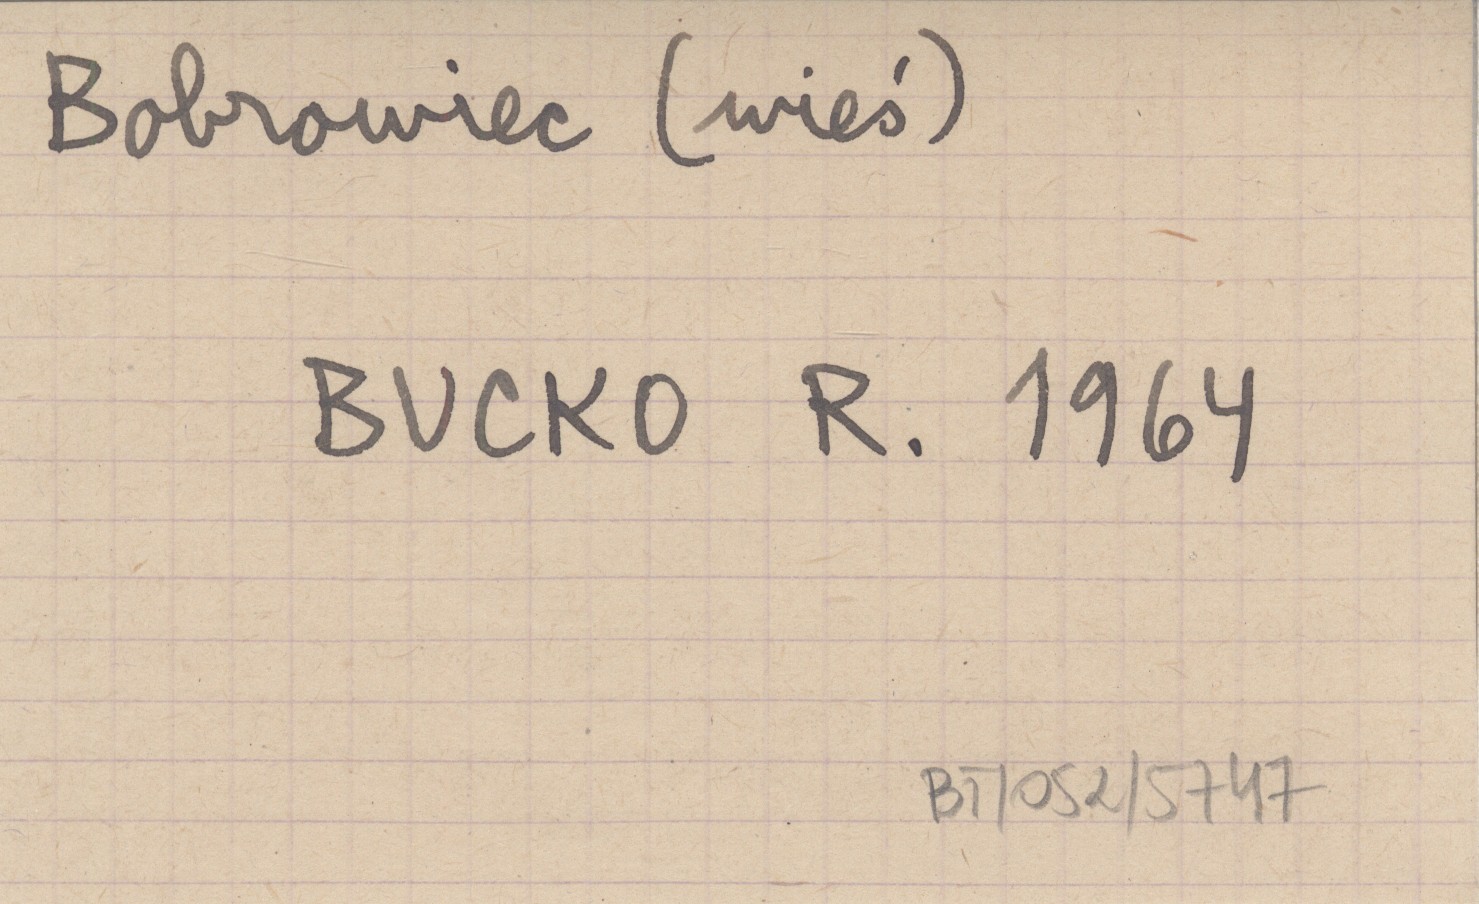 Bobrowiec (wieś)
BUCKO R. 1964
BT/052/5747